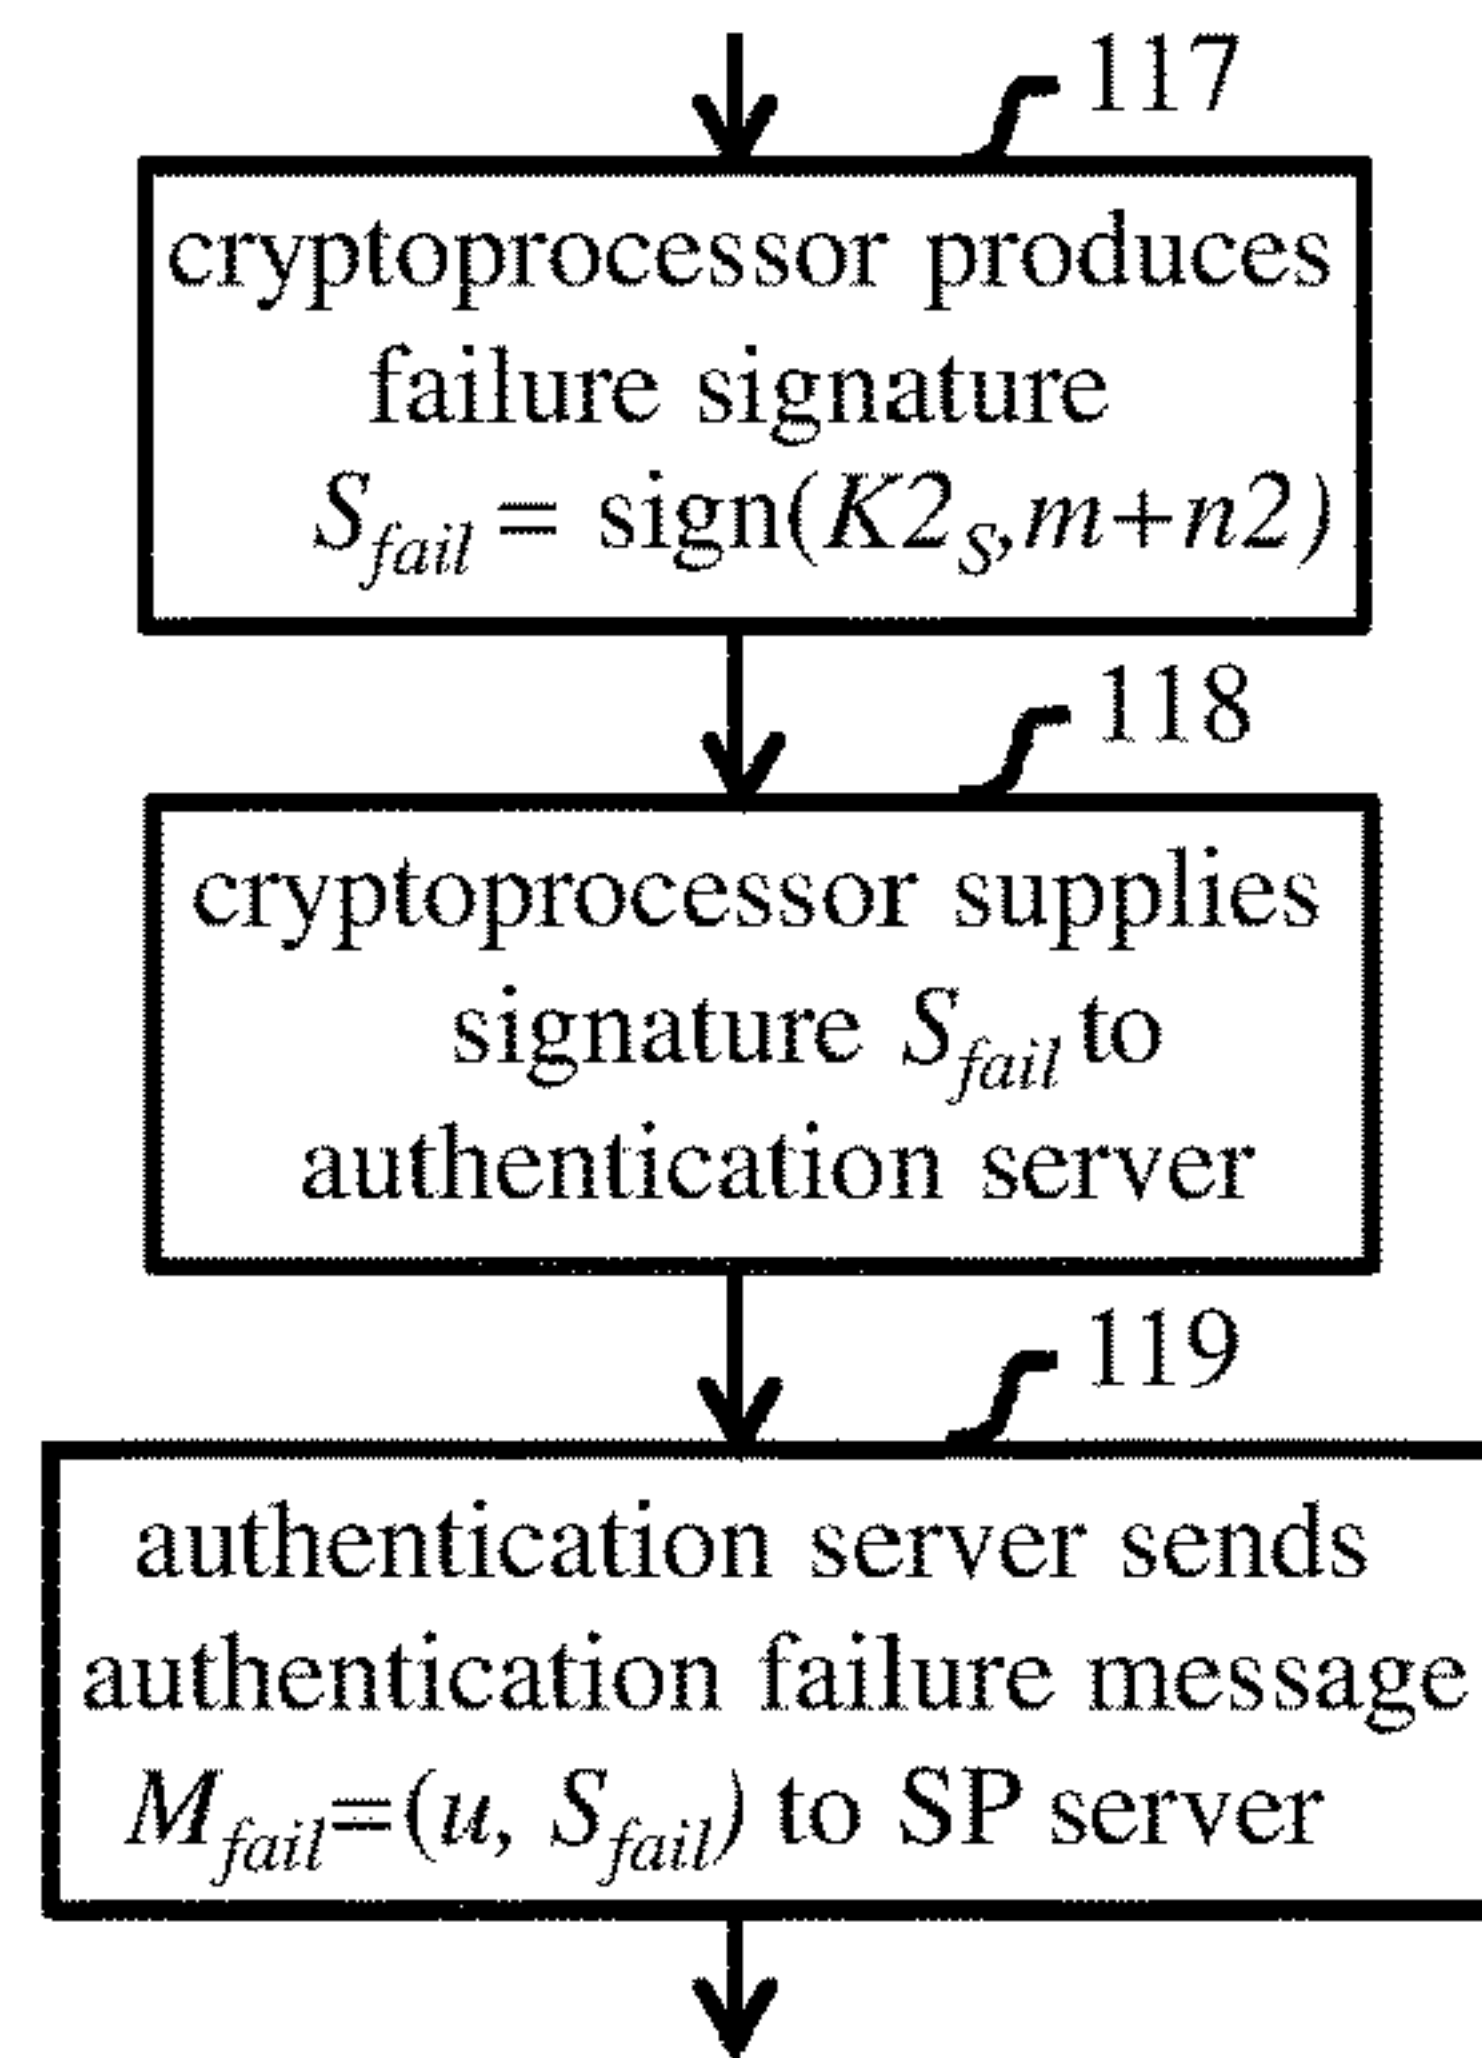 117
cryptoprocessor produces
failure signature
S_fail = sign(K2_S,m+n2)
118
cryptoprocessor supplies
signature S_fail to
authentication server
119
authentication server sends
authentication failure message
M_fail=(u, S_fail) to SP server